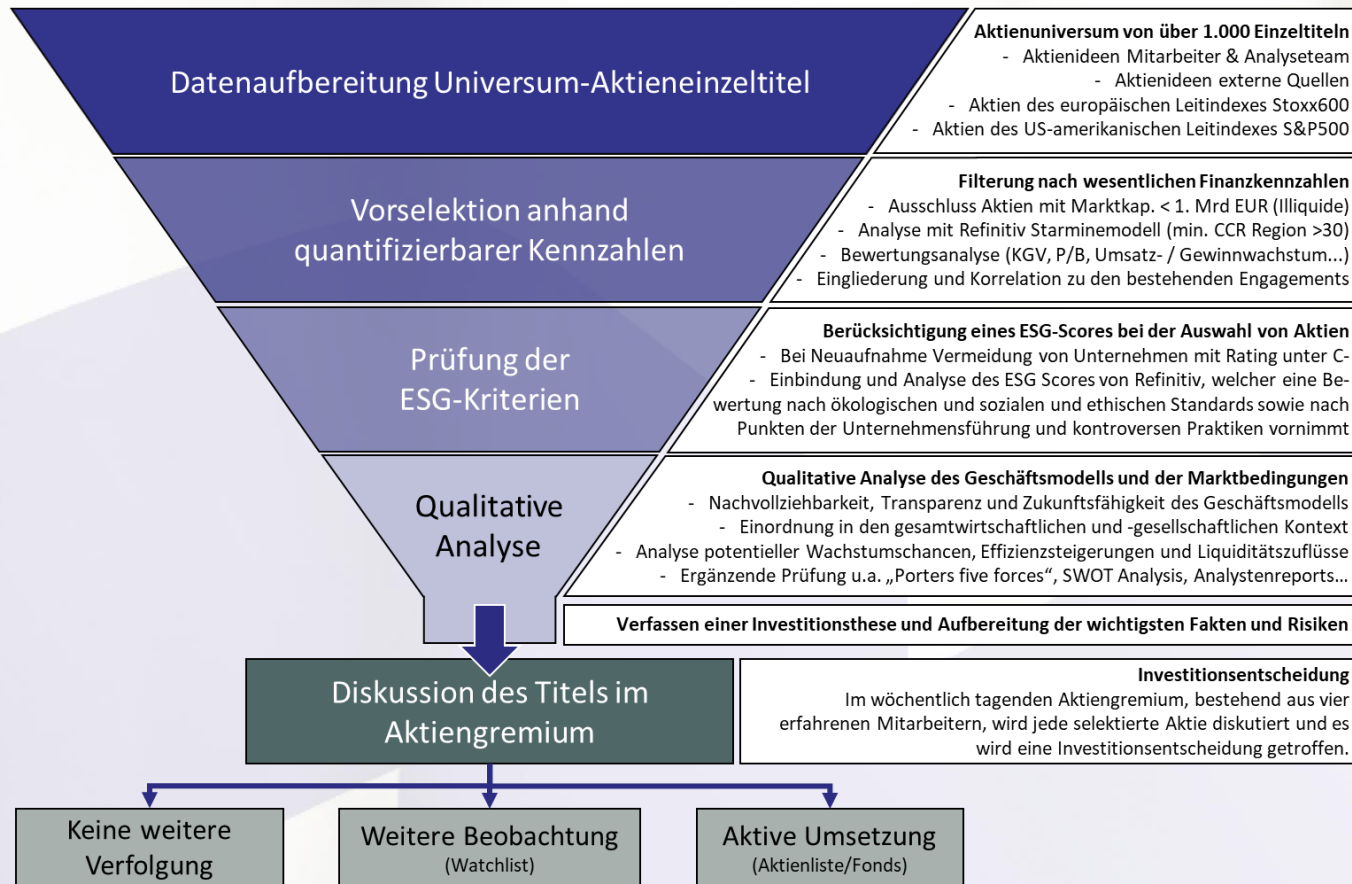 Datenaufbereitung Universum-Aktieneinzeltitel
Aktienuniversum von über 1.000 Einzeltiteln
- Aktienideen Mitarbeiter & Analyseteam
- Aktienideen externe Quellen
- Aktien des europäischen Leitindexes Stoxx600
- Aktien des US-amerikanischen Leitindexes S&P500
Vorselektion anhand
quantifizierbarer Kennzahlen
Filterung nach wesentlichen Finanzkennzahlen
- Ausschluss Aktien mit Marktkap. < 1. Mrd EUR (Illiquide)
- Analyse mit Refinitiv Starminemodell (min. CCR Region >30)
- Bewertungsanalyse (KGV, P/B, Umsatz- / Gewinnwachstum...)
- Eingliederung und Korrelation zu den bestehenden Engagements
Prüfung der
ESG-Kriterien
Berücksichtigung eines ESG-Scores bei der Auswahl von Aktien
- Bei Neuaufnahme Vermeidung von Unternehmen mit Rating unter C-
- Einbindung und Analyse des ESG Scores von Refinitiv, welcher eine Be-
wertung nach ökologischen und sozialen und ethischen Standards sowie nach
Punkten der Unternehmensführung und kontroversen Praktiken vornimmt
Qualitative
Analyse
Qualitative Analyse des Geschäftsmodells und der Marktbedingungen
- Nachvollziehbarkeit, Transparenz und Zukunftsfähigkeit des Geschäftsmodells
- Einordnung in den gesamtwirtschaftlichen und -gesellschaftlichen Kontext
- Analyse potentieller Wachstumschancen, Effizienzsteigerungen und Liquiditätszuflüsse
- Ergänzende Prüfung u.a. „Porters five forces“, SWOT Analysis, Analystenreports...
Verfassen einer Investitionsthese und Aufbereitung der wichtigsten Fakten und Risiken
Diskussion des Titels im
Aktiengremium
Investitionsentscheidung
Im wöchentlich tagenden Aktiengremium, bestehend aus vier
erfahrenen Mitarbeitern, wird jede selektierte Aktie diskutiert und es
wird eine Investitionsentscheidung getroffen.
Keine weitere
Verfolgung
Weitere Beobachtung
(Watchlist)
Aktive Umsetzung
(Aktienliste/Fonds)